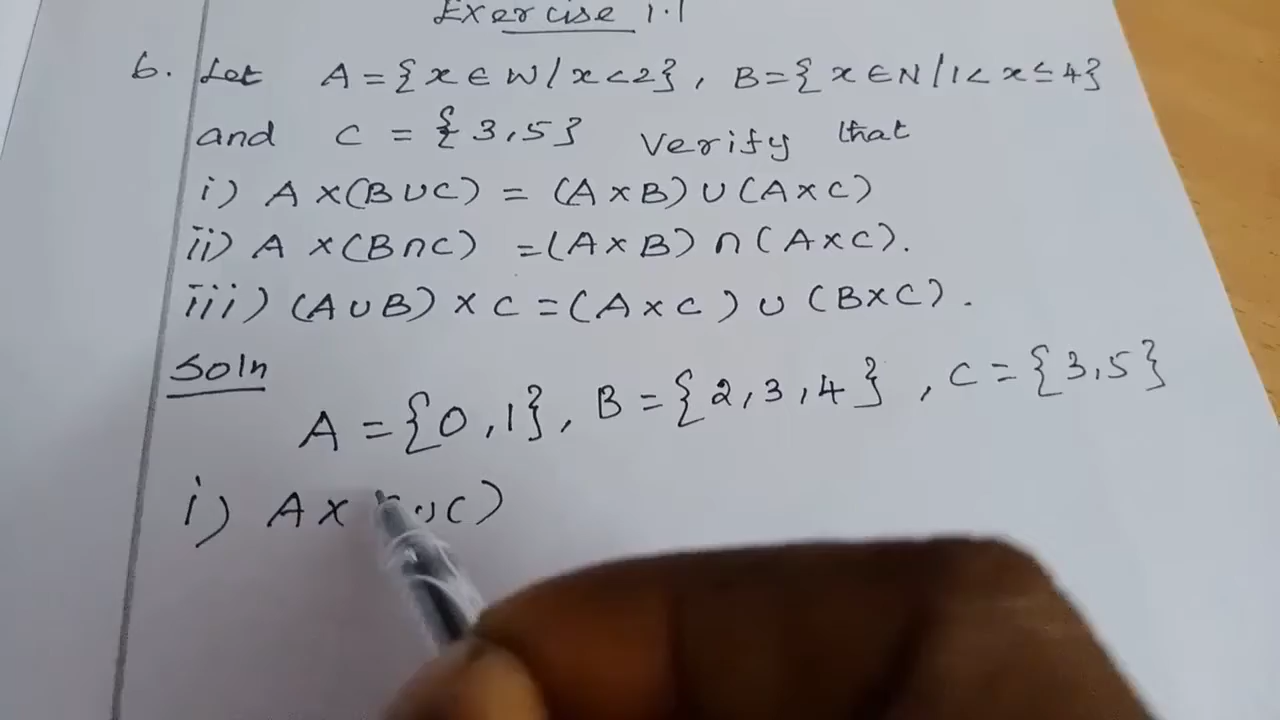 Exercise 1.1
6. Let A = {x ∈ W / x < 2}, B = {x ∈ N / 1 < x ≤ 4}
and C = {3, 5} Verify that
i) A × (B ∪ C) = (A × B) ∪ (A × C)
ii) A × (B ∩ C) = (A × B) ∩ (A × C).
iii) (A ∪ B) × C = (A × C) ∪ (B × C).
Soln
A = {0, 1}, B = {2, 3, 4}, C = {3, 5}
i) A × ∪ C)